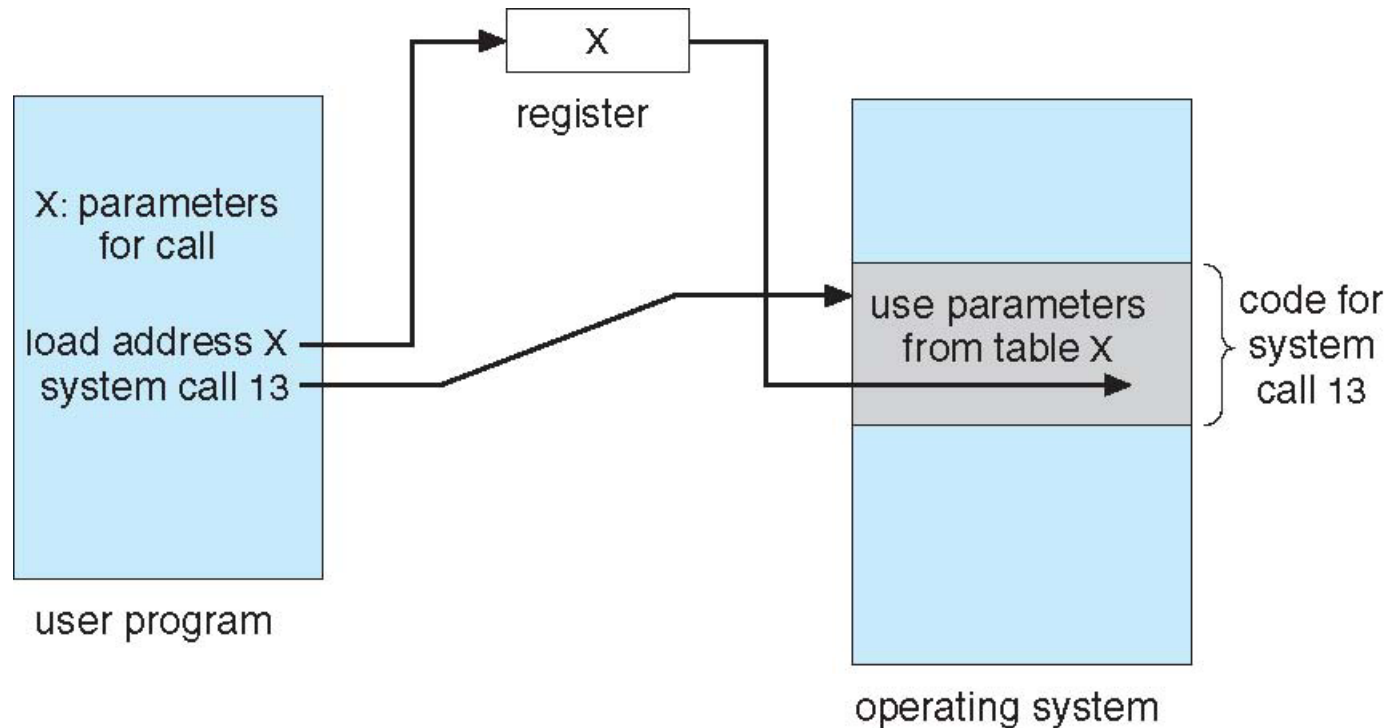 X
register
X: parameters
for call
load address X
system call 13
user program
use parameters
from table X
code for
system
call 13
operating system